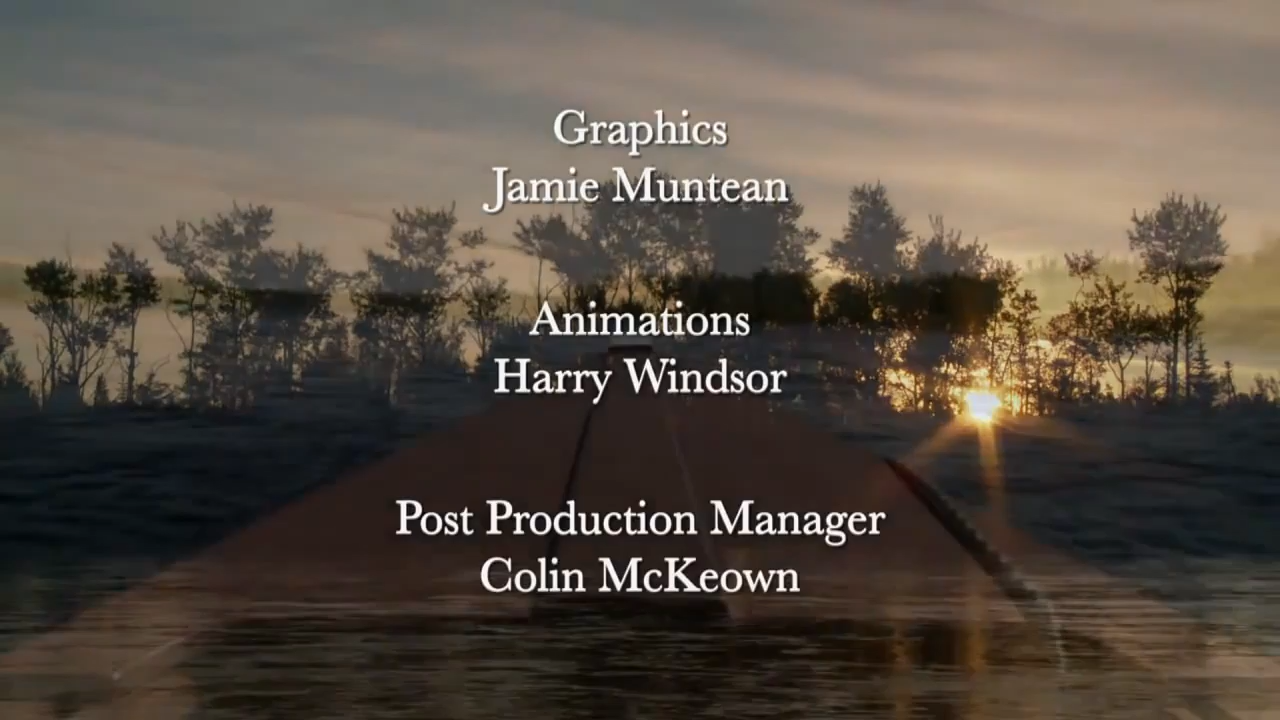 Graphics
Jamie Muntean
Animations
Harry Windsor
Post Production Manager
Colin McKeown